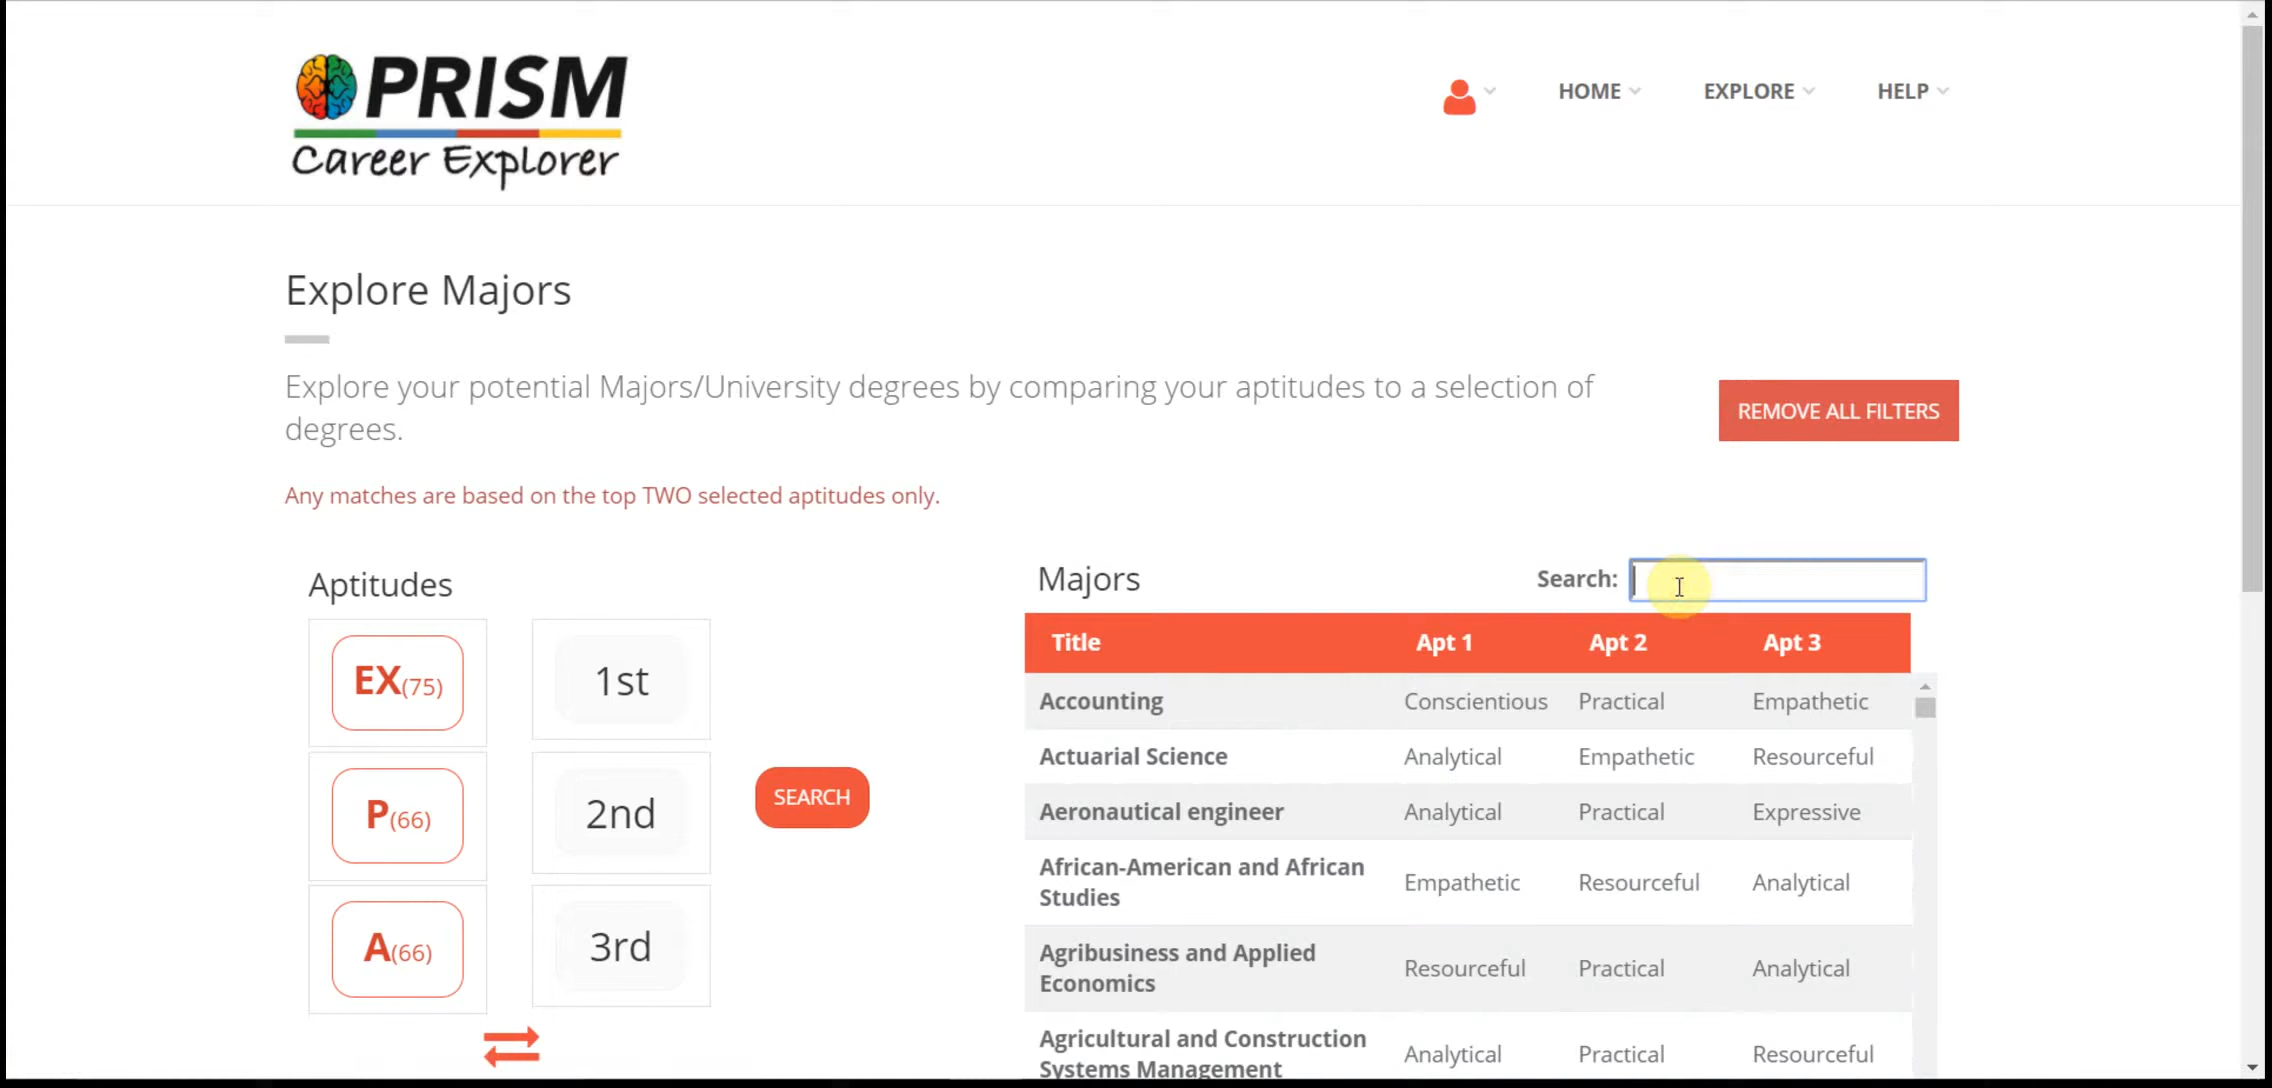 PRISM
Career Explorer
HOME
EXPLORE
HELP
Explore Majors
Explore your potential Majors/University degrees by comparing your aptitudes to a selection of
degrees.
REMOVE ALL FILTERS
Any matches are based on the top TWO selected aptitudes only.
Aptitudes
EX(75)
1st
P(66)
2nd
A(66)
3rd
SEARCH
Majors
Search:
Title Apt 1 Apt 2 Apt 3
Accounting Conscientious Practical Empathetic
Actuarial Science Analytical Empathetic Resourceful
Aeronautical engineer Analytical Practical Expressive
African-American and African
Studies Empathetic Resourceful Analytical
Agribusiness and Applied
Economics Resourceful Practical Analytical
Agricultural and Construction
Systems Management Analytical Practical Resourceful